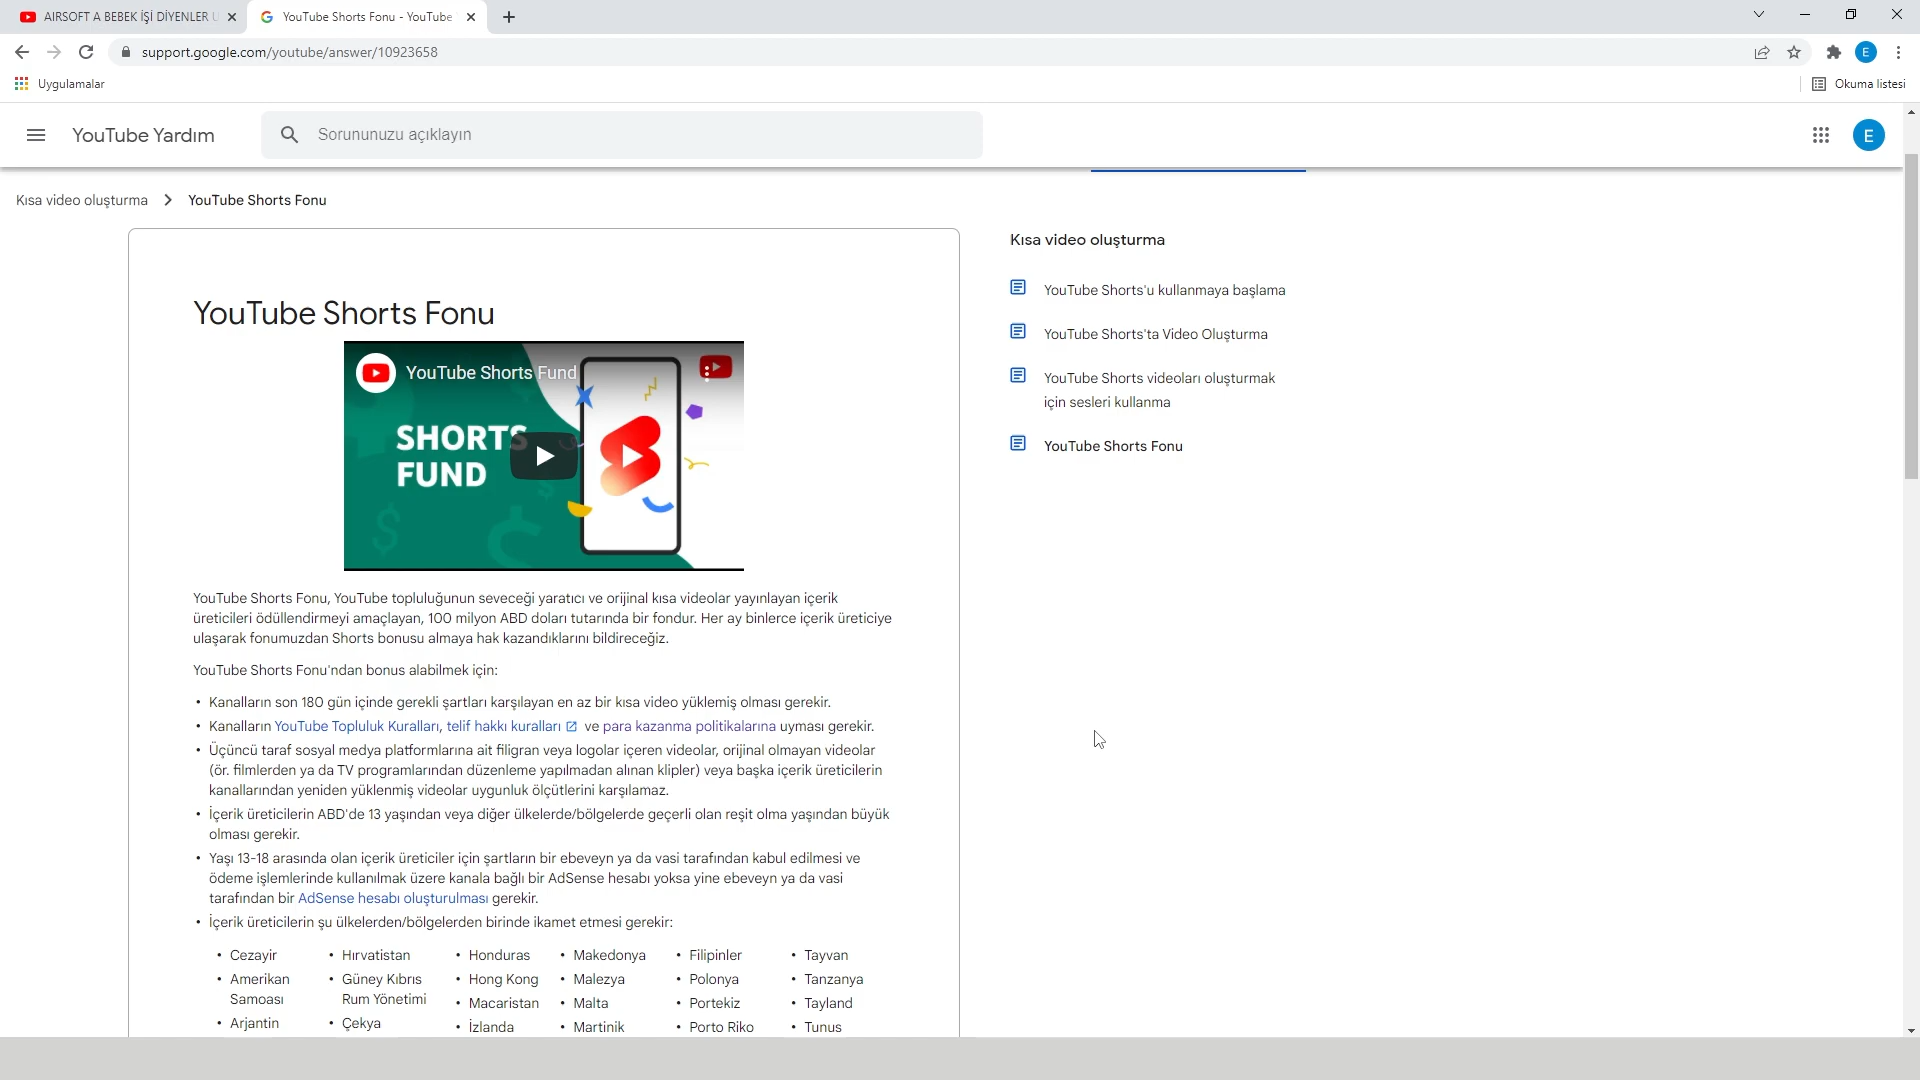 AIRSOFT A BEBEK İŞİ DİYENLER
YouTube Shorts Fonu - YouTube
support.google.com/youtube/answer/10923658
E
Uygulamalar
Okuma listesi
YouTube Yardım
Sorununuzu açıklayın
E
Kısa video oluşturma
YouTube Shorts Fonu
YouTube Shorts Fonu
YouTube Shorts Fund
SHORTS
FUND
YouTube Shorts Fonu, YouTube topluluğunun seveceği yaratıcı ve orijinal kısa videolar yayınlayan içerik
üreticileri ödüllendirmeyi amaçlayan, 100 milyon ABD doları tutarında bir fondur. Her ay binlerce içerik üreticiye
ulaşarak fonumuzdan Shorts bonusu almaya hak kazandıklarını bildireceğiz.
YouTube Shorts Fonu'ndan bonus alabilmek için:
• Kanalların son 180 gün içinde gerekli şartları karşılayan en az bir kısa video yüklemiş olması gerekir.
• Kanalların YouTube Topluluk Kuralları, telif hakkı kuralları ve para kazanma politikalarına uyması gerekir.
• Üçüncü taraf sosyal medya platformlarına ait filigran veya logolar içeren videolar, orijinal olmayan videolar
(ör. filmlerden ya da TV programlarından düzenleme yapılmadan alınan klipler) veya başka içerik üreticilerin
kanallarından yeniden yüklenmiş videolar uygunluk ölçütlerini karşılamaz.
• İçerik üreticilerin ABD'de 13 yaşından veya diğer ülkelerde/bölgelerde geçerli olan reşit olma yaşından büyük
olması gerekir.
• Yaşı 13-18 arasında olan içerik üreticiler için şartların bir ebeveyn ya da vasi tarafından kabul edilmesi ve
ödeme işlemlerinde kullanılmak üzere kanala bağlı bir AdSense hesabı yoksa yine ebeveyn ya da vasi
tarafından bir AdSense hesabı oluşturulması gerekir.
• İçerik üreticilerin şu ülkelerden/bölgelerden birinde ikamet etmesi gerekir:
• Cezayir
• Amerikan
Samoası
• Arjantin
• Hırvatistan
• Güney Kıbrıs
Rum Yönetimi
• Çekya
• Honduras
• Hong Kong
• Macaristan
• İzlanda
• Makedonya
• Malezya
• Malta
• Martinik
• Filipinler
• Polonya
• Portekiz
• Porto Riko
• Tayvan
• Tanzanya
• Tayland
• Tunus
Kısa video oluşturma
YouTube Shorts'u kullanmaya başlama
YouTube Shorts'ta Video Oluşturma
YouTube Shorts videoları oluşturmak
için sesleri kullanma
YouTube Shorts Fonu